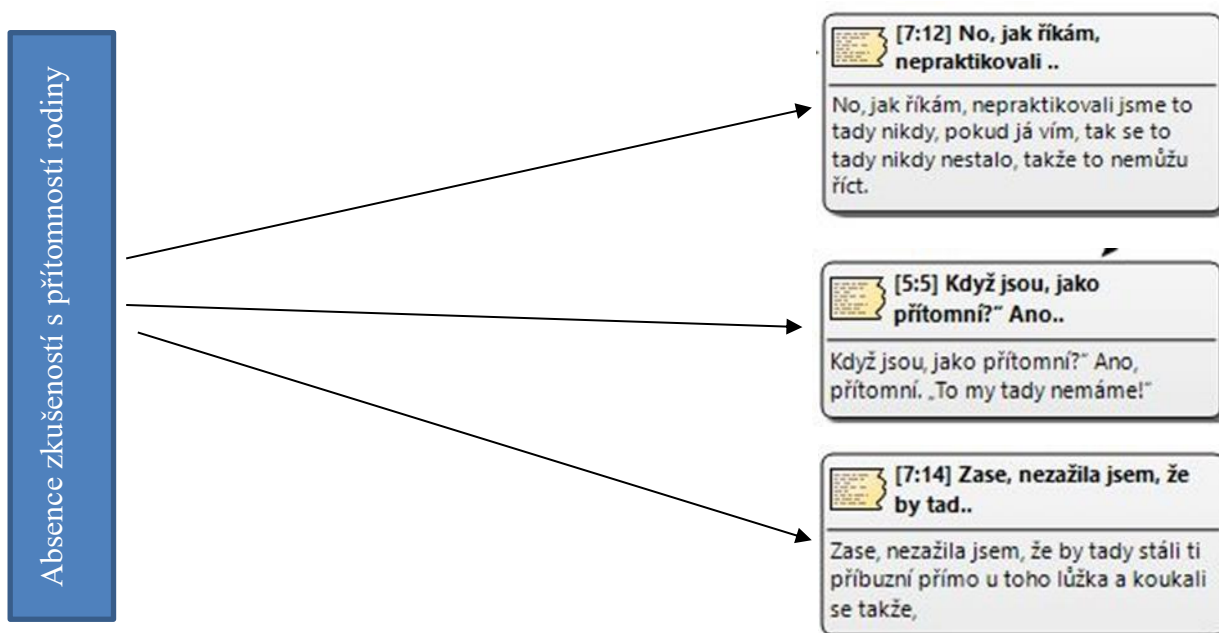 Absence zkušeností s přítomností rodiny
[7:12] No, jak říkám,
nepraktikovali ..
No, jak říkám, nepraktikovali jsme to
tady nikdy, pokud já vím, tak se to
tady nikdy nestalo, takže to nemůžu
říct.
[5:5] Když jsou, jako
přítomní?" Ano..
Když jsou, jako přítomní?" Ano,
přítomní. „To my tady nemáme!"
[7:14] Zase, nezažila jsem, že
by tad..
Zase, nezažila jsem, že by tady stáli ti
příbuzní přímo u toho lůžka a koukali
se takže,